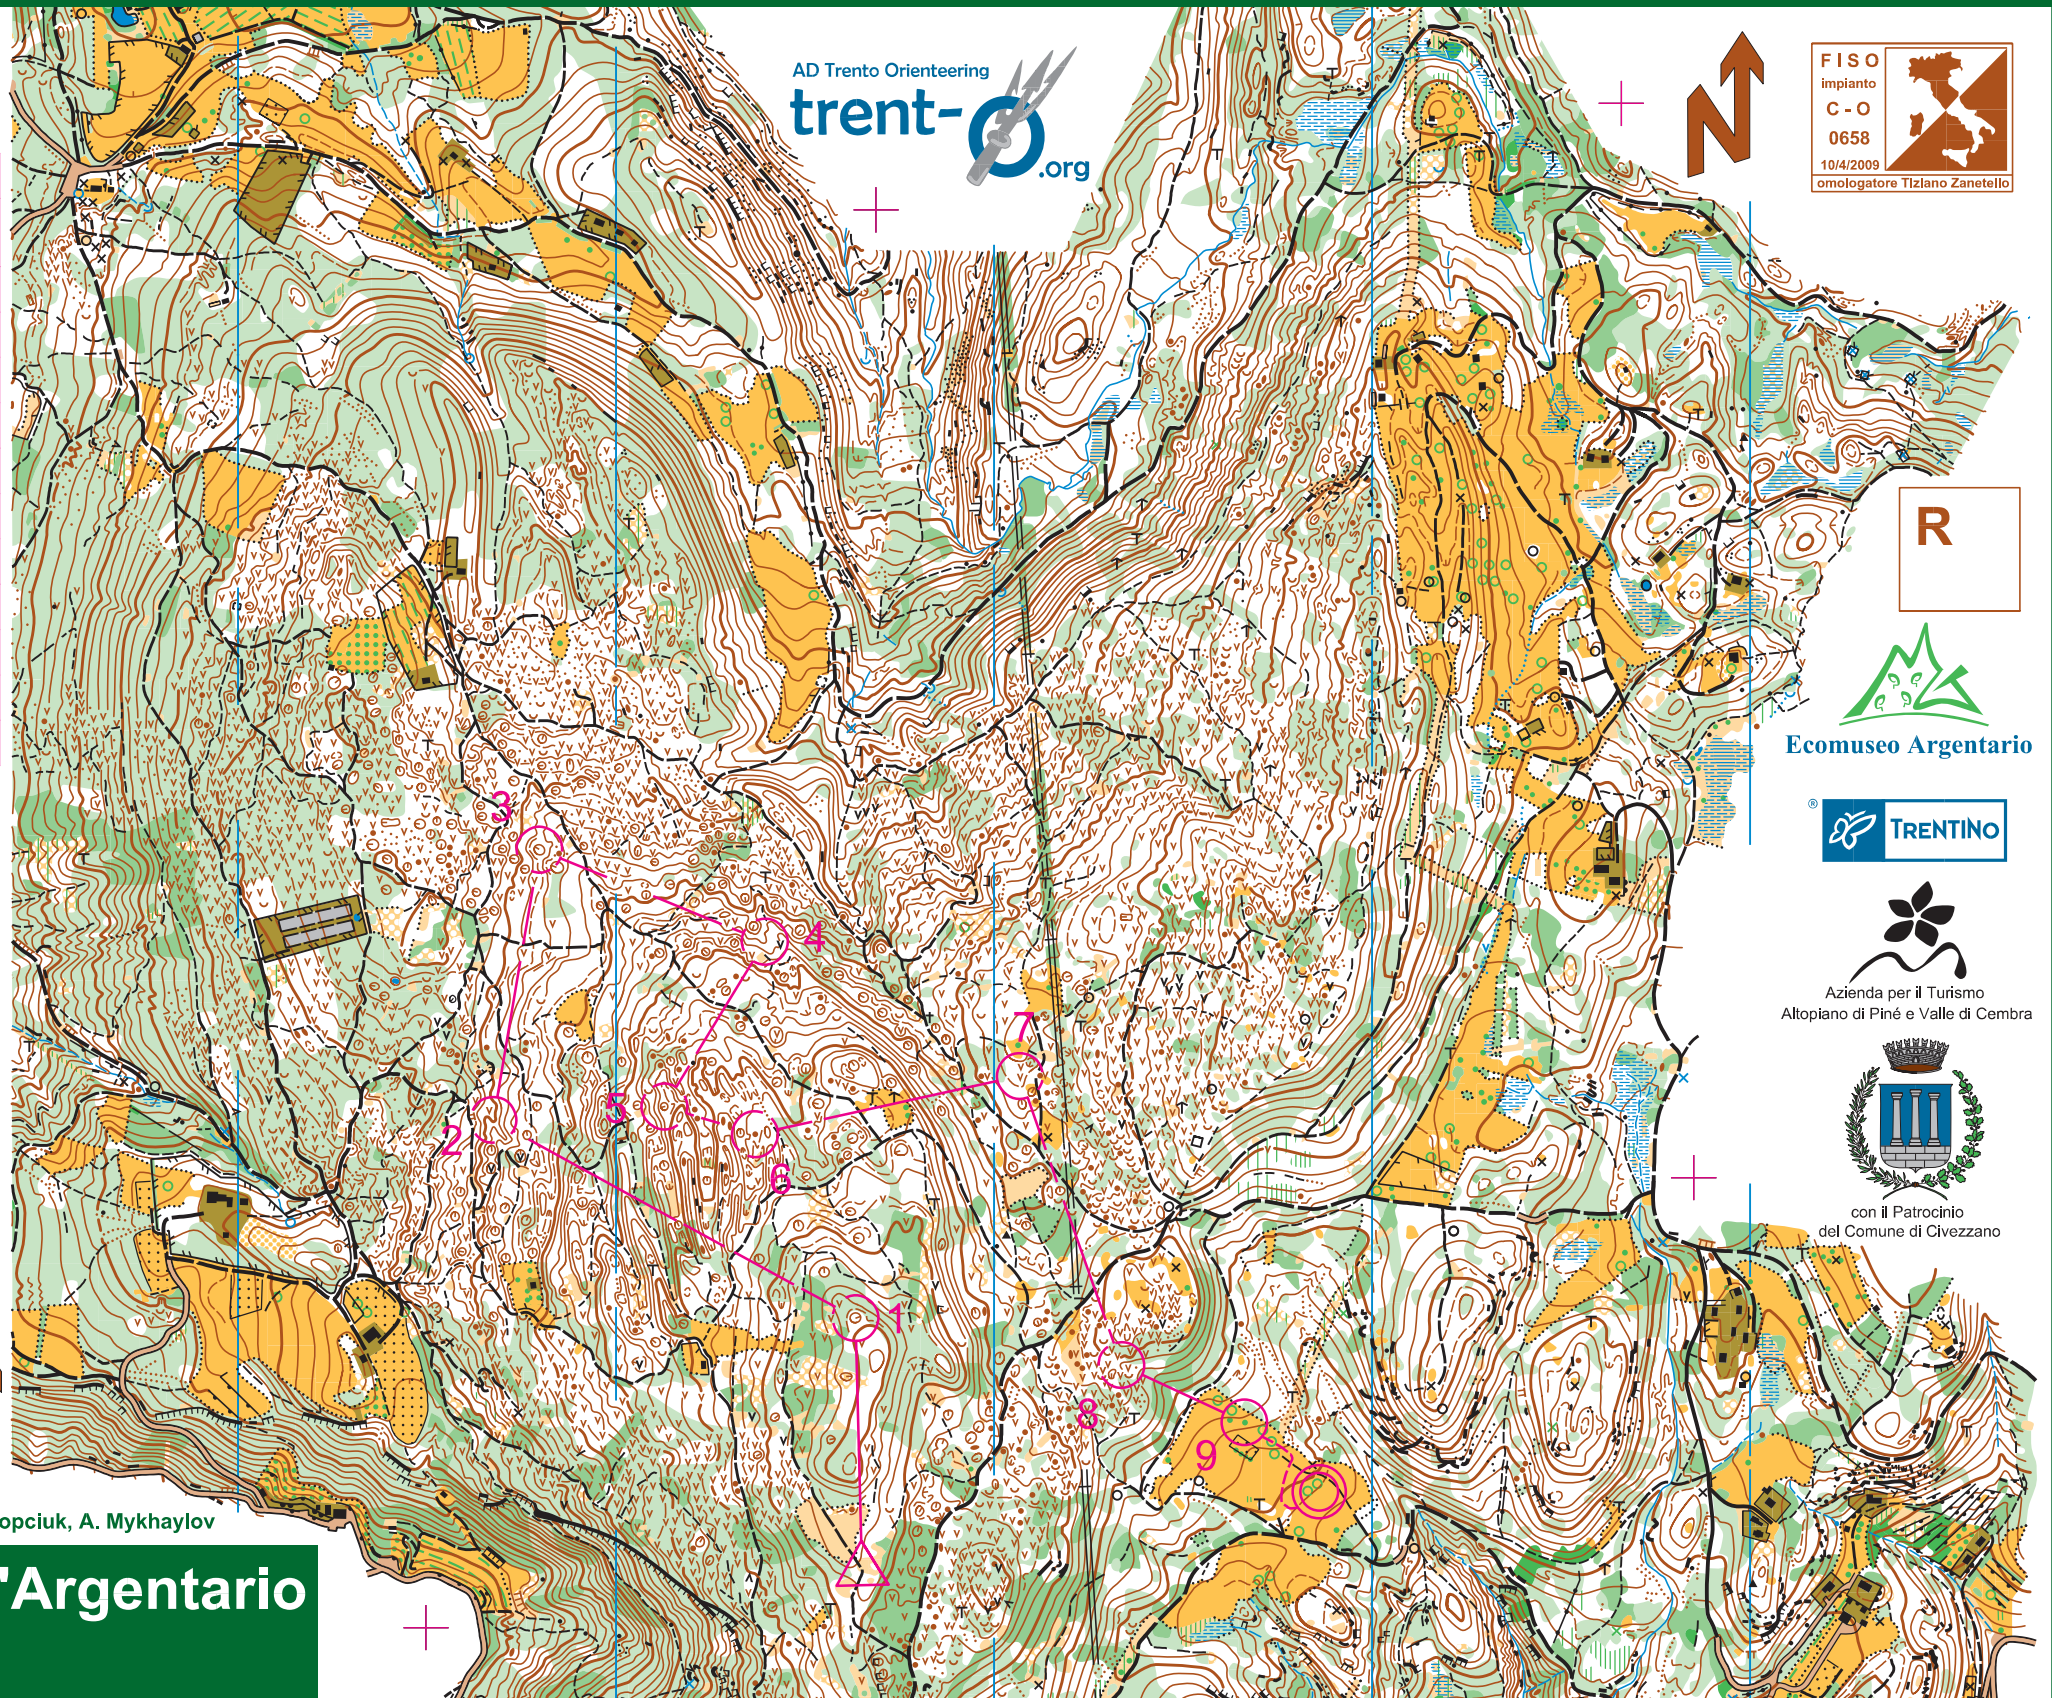 AD Trento Orienteering
trent-O
.org
FISO
impianto
C - O
0658
10/4/2009
omologatore Tiziano Zanetello
R
Ecomuseo Argentario
®
TRENTINO
Azienda per il Turismo
Altopiano di Piné e Valle di Cembra
con il Patrocinio
del Comune di Civezzano
3
4
7
5
2
6
1
8
9
opciuk, A. Mykhaylov
'Argentario